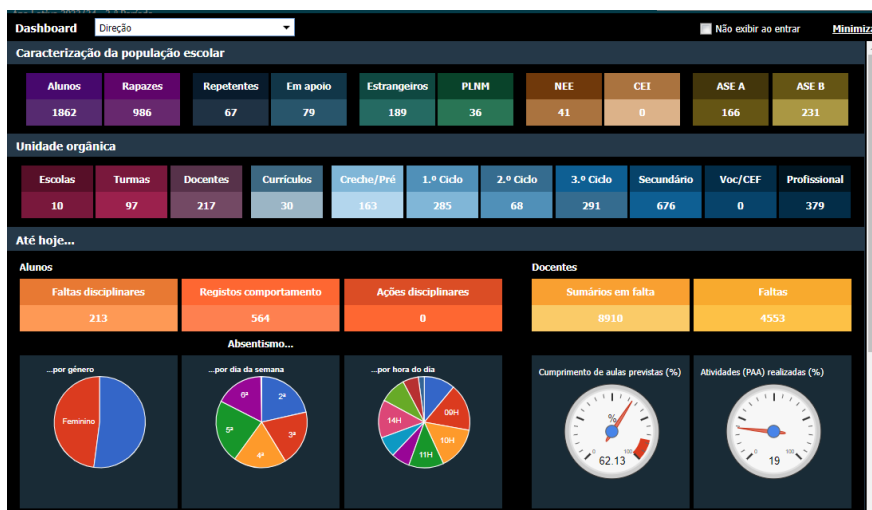 Dashboard Direção Não exibir ao entrar Minimiza
Caracterização da população escolar
Alunos Rapazes Repetentes Em apoio Estrangeiros PLNM NEE CEI ASE A ASE B
1862 986 67 79 189 36 41 0 166 231
Unidade orgânica
Escolas Turmas Docentes Currículos Creche/Pré 1.º Ciclo 2.º Ciclo 3.º Ciclo Secundário Voc/CEF Profissional
10 97 217 30 163 285 68 291 676 0 379
Até hoje...
Alunos Docentes
Faltas disciplinares Registos comportamento Ações disciplinares Sumários em falta Faltas
213 564 0 8910 4553
Absentismo...
...por género ...por dia da semana ...por hora do dia Cumprimento de aulas previstas (%) Atividades (PAA) realizadas (%)
Feminino
6ª 2ª
5ª 3ª
4ª
09H
14H
10H
11H
%
0 100
62.13
0 100
19